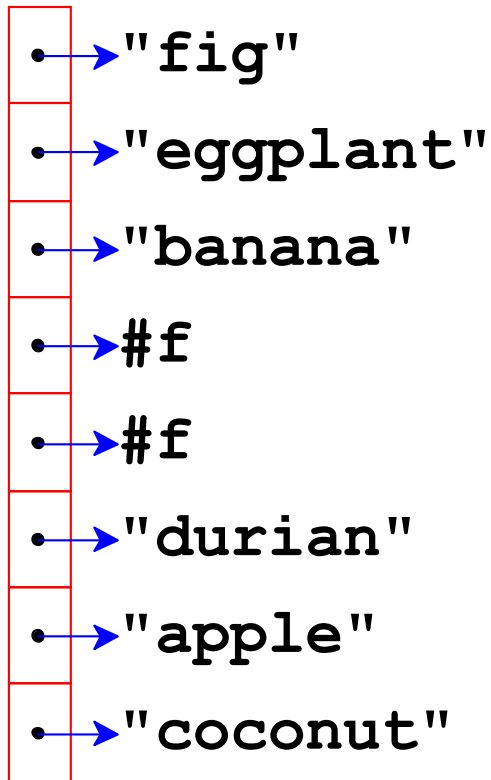 "fig"
"eggplant"
"banana"
#f
#f
"durian"
"apple"
"coconut"